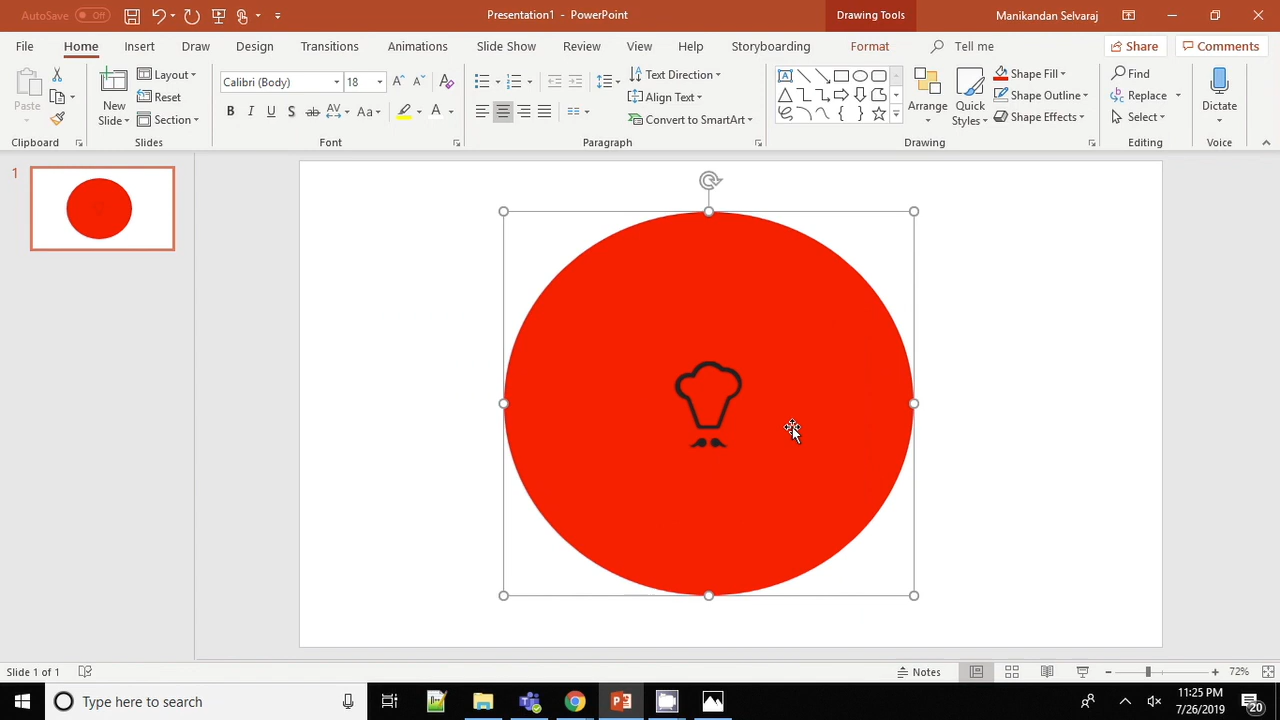 AutoSave Off Presentation1 - PowerPoint Drawing Tools Manikandan Selvaraj
File Home Insert Draw Design Transitions Animations Slide Show Review View Help Storyboarding Format Tell me Share Comments
Paste
New Slide
Layout
Reset
Section
Calibri (Body) 18
B I U S ab AV Aa A
Text Direction
Align Text
Convert to SmartArt
Arrange
Quick Styles
Shape Fill
Shape Outline
Shape Effects
Find
Replace
Select
Dictate
Clipboard Slides Font Paragraph Drawing Editing Voice
1
Slide 1 of 1 Notes 72%
Type here to search
11:25 PM
7/26/2019
20